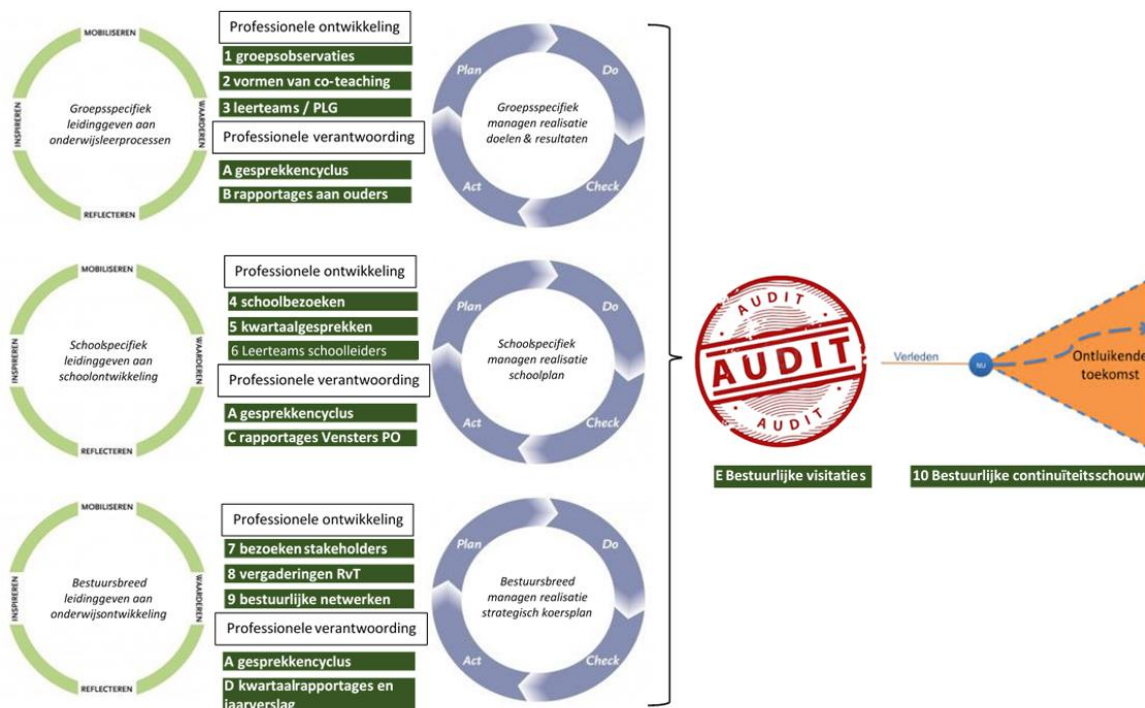 MOBILISEREN
INSPIREREN
Groepsspecifiek
leidinggeven aan
onderwijsleerprocessen
WAARDEREN
REFLECTEREN
Professionele ontwikkeling
1 groepsobservaties
2 vormen van co-teaching
3 leerteams / PLG
Professionele verantwoording
A gesprekkencyclus
B rapportages aan ouders
Plan
Do
Groepsspecifiek
managen realisatie
doelen & resultaten
Act
Check
MOBILISEREN
INSPIREREN
Schoolspecifiek
leidinggeven aan
schoolontwikkeling
WAARDEREN
REFLECTEREN
Professionele ontwikkeling
4 schoolbezoeken
5 kwartaalgesprekken
6 Leerteams schoolleiders
Professionele verantwoording
A gesprekkencyclus
C rapportages Vensters PO
Plan
Do
Schoolspecifiek
managen realisatie
schoolplan
Act
Check
MOBILISEREN
INSPIREREN
Bestuursbreed
leidinggeven aan
onderwijsontwikkeling
WAARDEREN
REFLECTEREN
Professionele ontwikkeling
7 bezoeken stakeholders
8 vergaderingen RvT
9 bestuurlijke netwerken
Professionele verantwoording
A gesprekkencyclus
D kwartaalrapportages en
jaarverslag
Plan
Do
Bestuursbreed
managen realisatie
strategisch koersplan
Act
Check
AUDIT
AUDIT
AUDIT
E Bestuurlijke visitaties
Verleden
NU
Ontluikende
toekomst
10 Bestuurlijke continuïteitsschouw